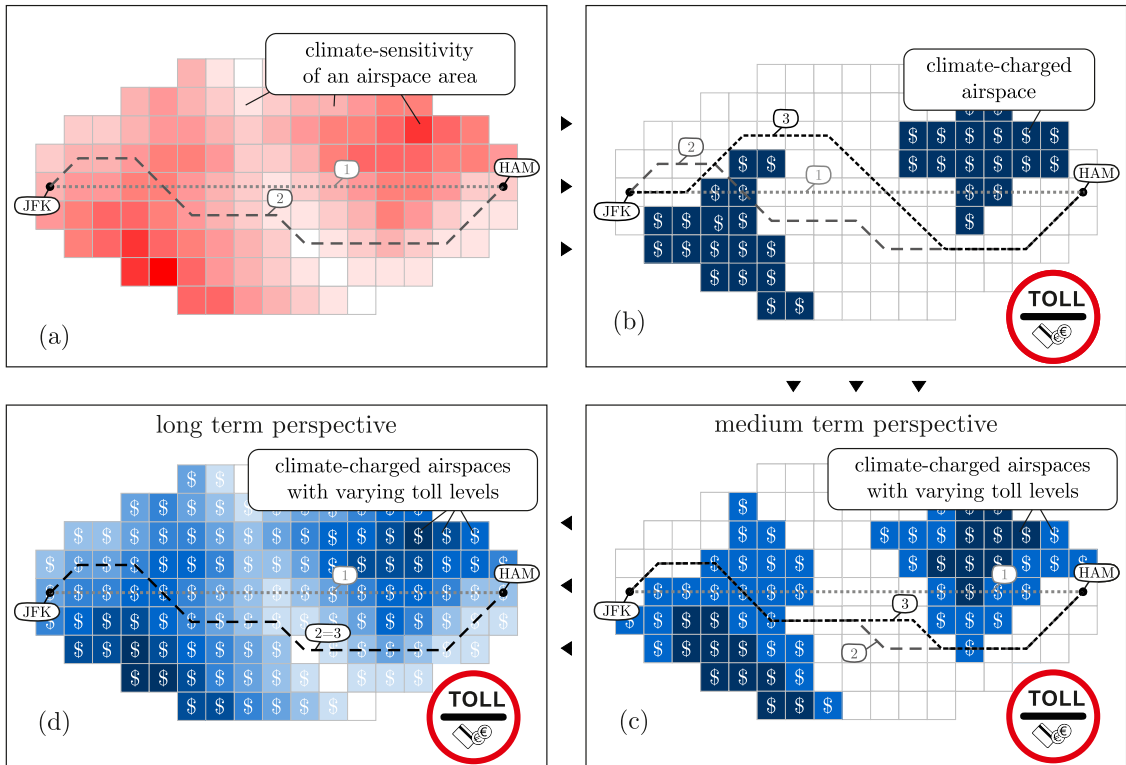 climate-sensitivity
of an airspace area
1
HAM
2
JFK
(a)
climate-charged
airspace
3
2
1
HAM
JFK
$ $ $ $ $ $
$ $ $ $ $ $
$ $
$ $
$ $
$ $
$
$ $ $ $
$ $ $ $ $
$ $ $
$ $
TOLL
€€
(b)
long term perspective
climate-charged airspaces
with varying toll levels
1
HAM
JFK
2=3
TOLL
€€
(d)
medium term perspective
climate-charged airspaces
with varying toll levels
1
HAM
JFK
3
2
TOLL
€€
(c)